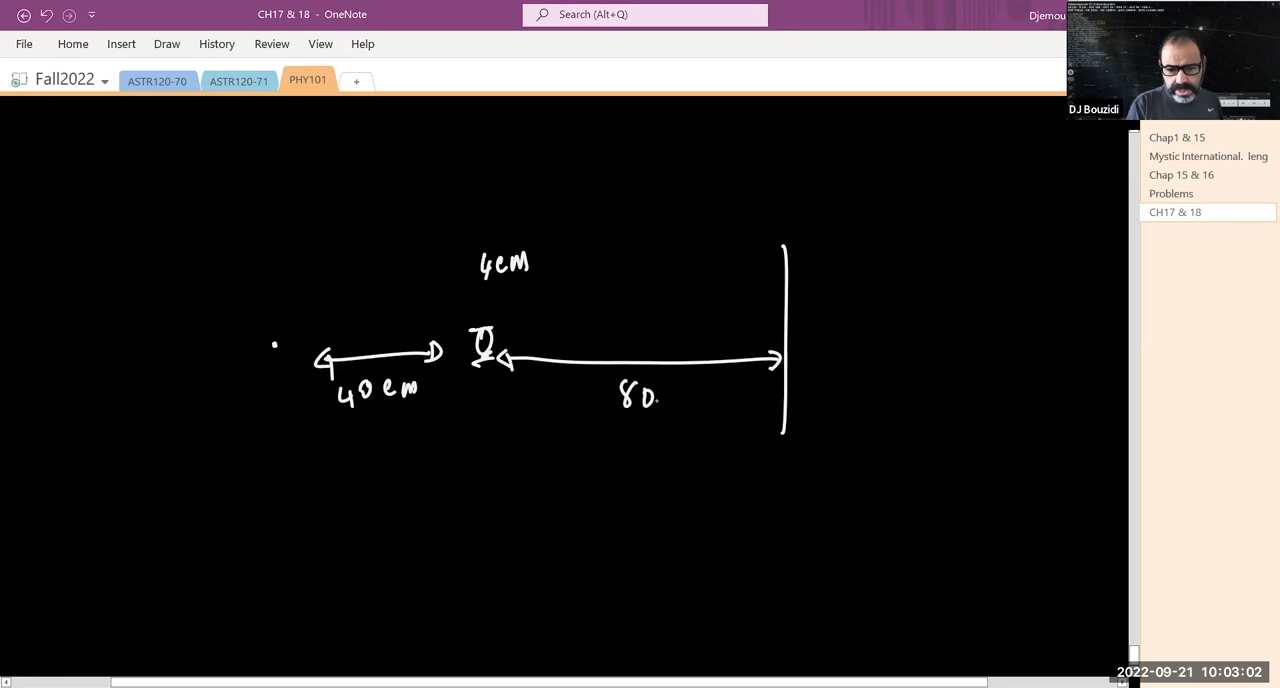 CH17 & 18 - OneNote
Search (Alt+Q)
Djemou
File Home Insert Draw History Review View Help
Fall2022 ASTR120-70 ASTR120-71 PHY101
DJ Bouzidi
Chap1 & 15
Mystic International. leng
Chap 15 & 16
Problems
CH17 & 18
4cm
40cm
80
2022-09-21 10:03:02